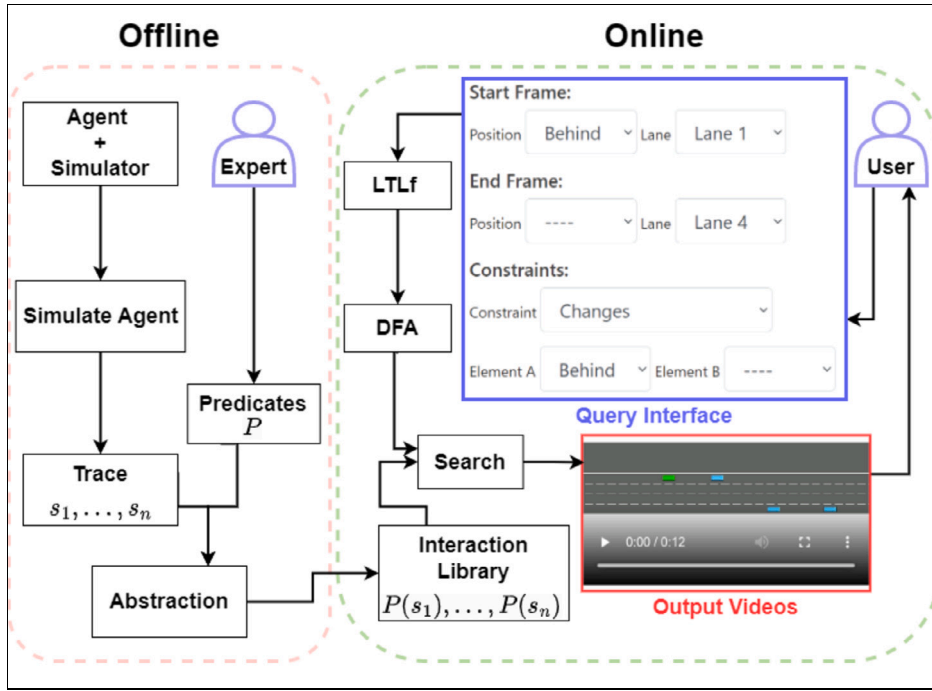 Offline
Agent
+
Simulator
Expert
Simulate Agent
Predicates
P
Trace
s₁, . . . , sₙ
Abstraction
Online
LTLf
DFA
Search
Interaction
Library
P(s₁), . . . , P(sₙ)
Start Frame:
Position Behind Lane Lane 1
End Frame:
Position ---- Lane Lane 4
Constraints:
Constraint Changes
Element A Behind Element B ----
Query Interface
User
0:00 / 0:12
Output Videos